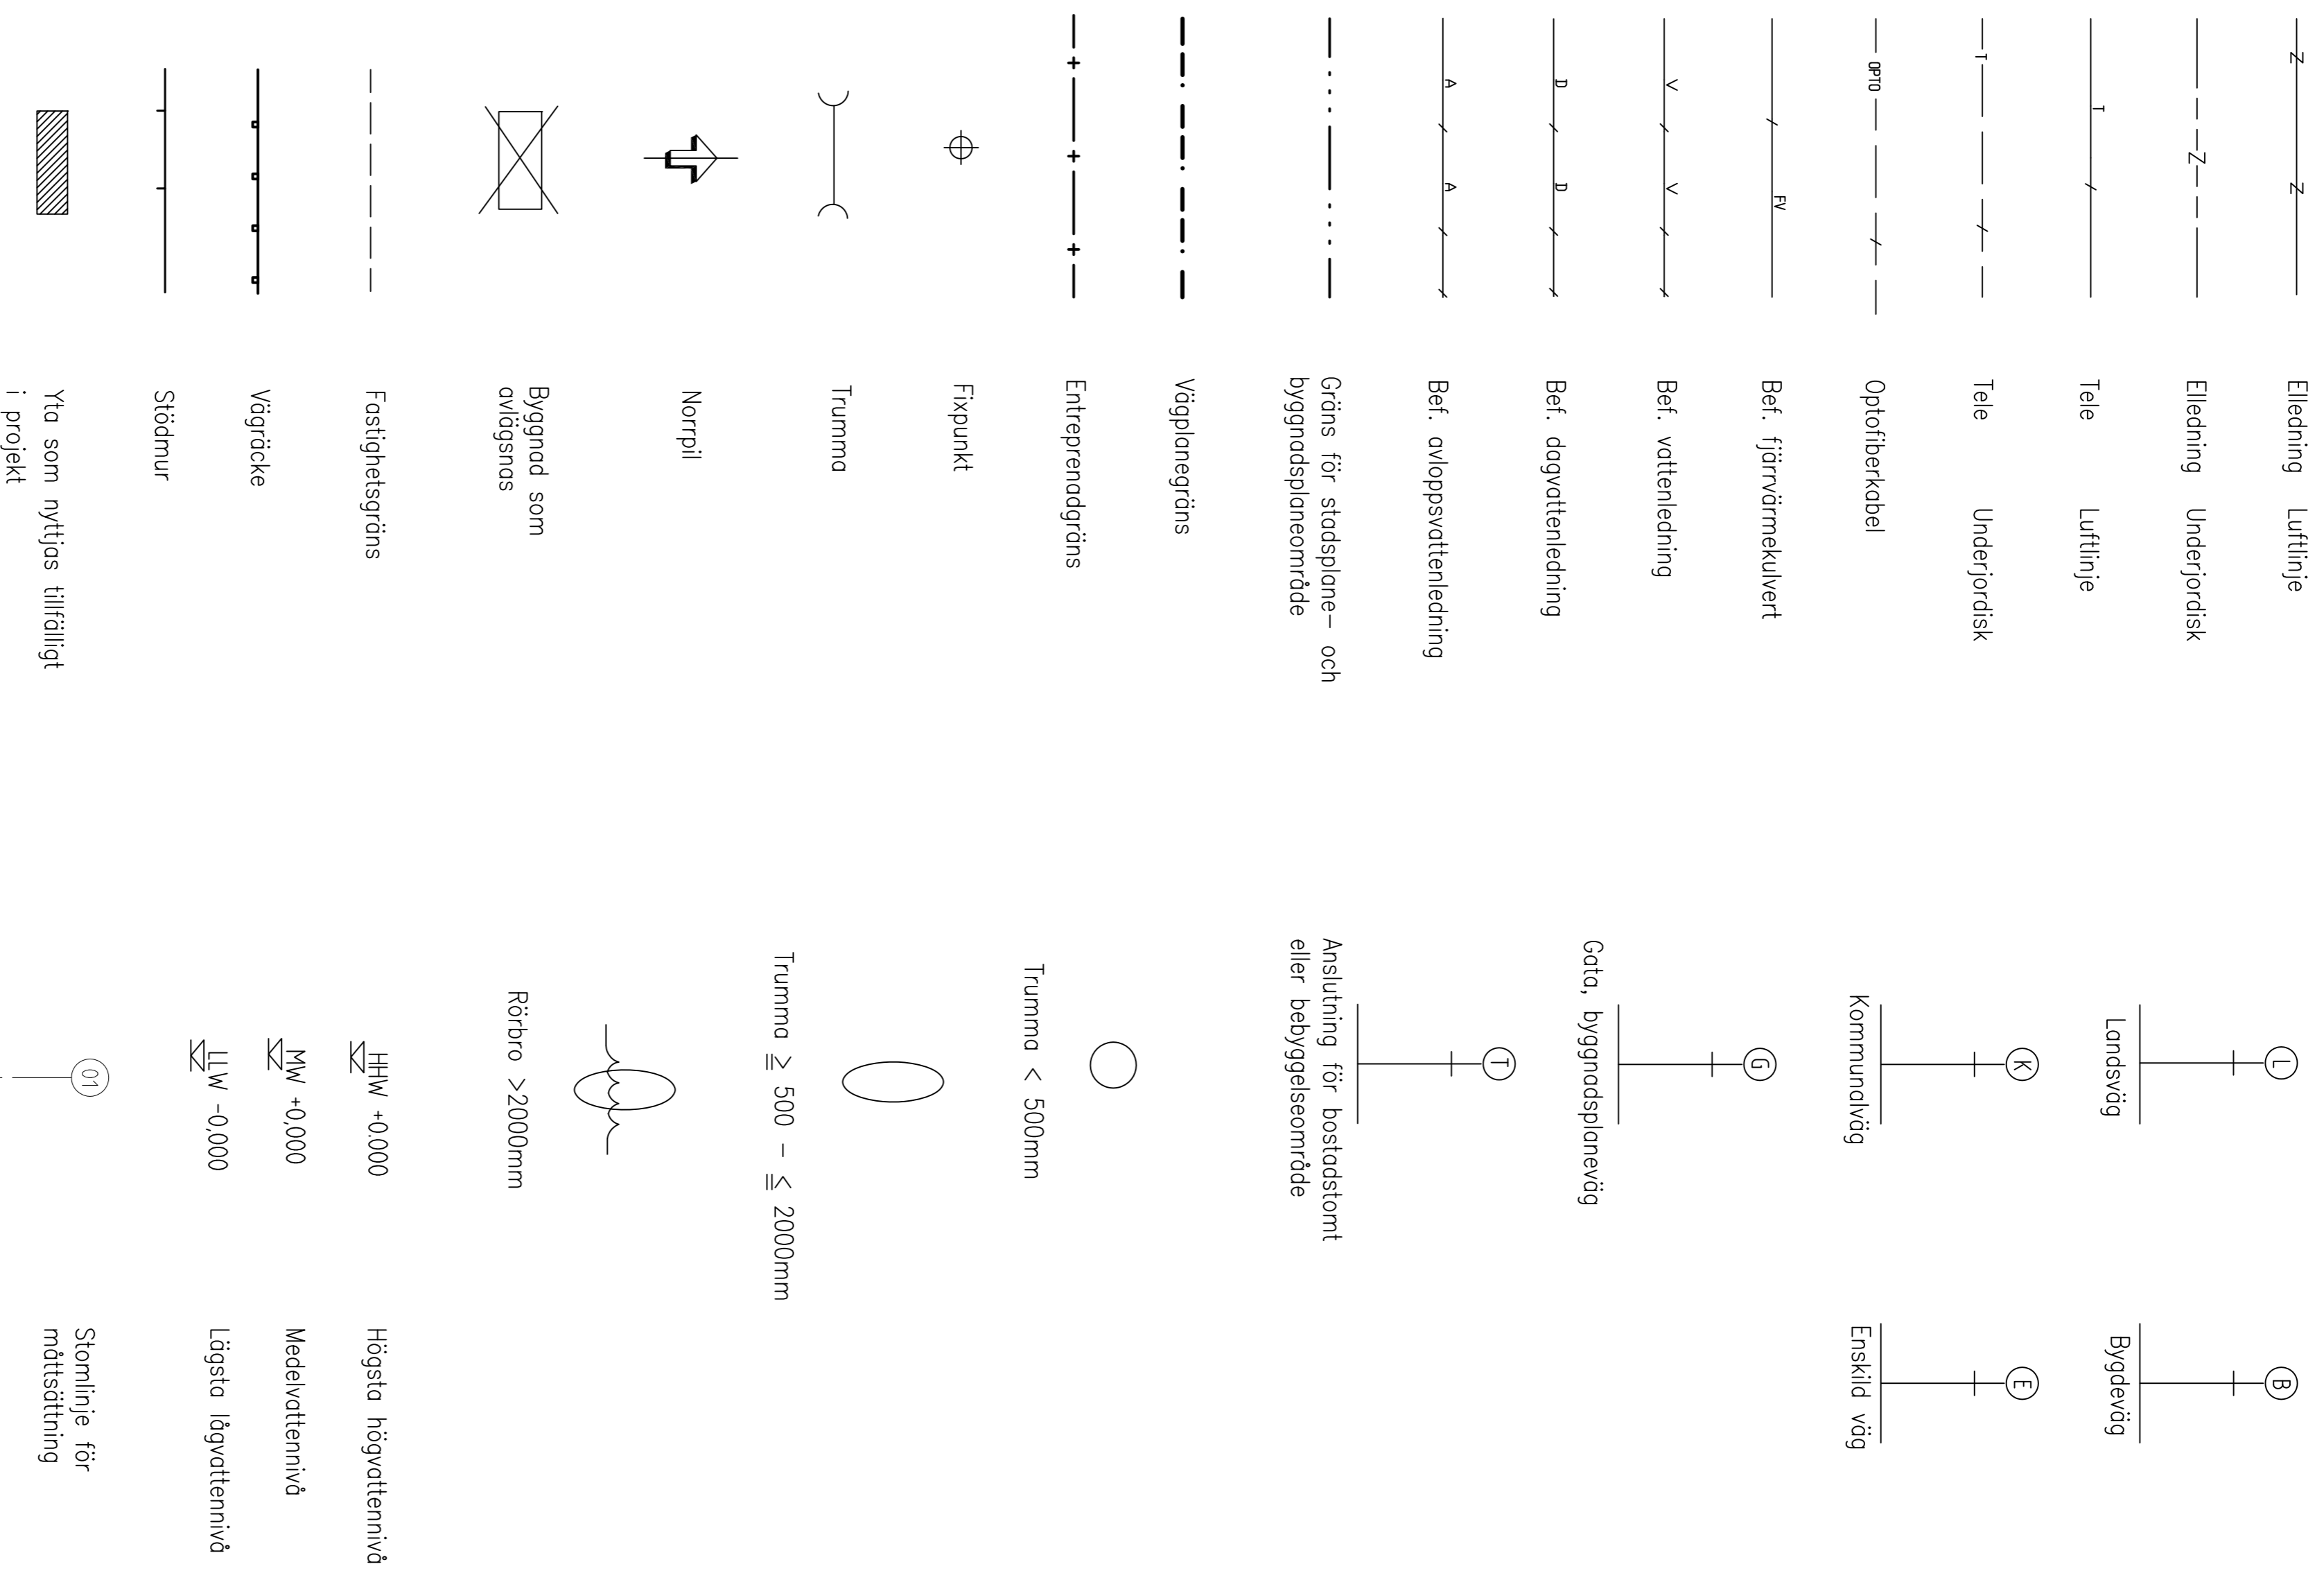 Z Z
Elledning Luftlinje
Z
Elledning Underjordisk
T
Tele Luftlinje
T
Tele Underjordisk
OPTO
Optofiberkabel
FV
Bef. fjärrvärmekulvert
V V
Bef. vattenledning
D D
Bef. dagvattenledning
A A
Bef. avloppsvattenledning
Gräns för stadsplane- och
byggnadsplaneområde
Vägplanegräns
Entreprenadgräns
Fixpunkt
Trumma
Norrpil
Byggnad som
avlägsnas
Fastighetsgräns
Vägräcke
Stödmur
Yta som nyttjas tillfälligt
i projekt
L
Landsväg
B
Bygdeväg
K
Kommunalväg
E
Enskild väg
G
Gata, byggnadsplaneväg
T
Anslutning för bostadstomt
eller bebyggelseområde
Trumma < 500mm
Trumma ≧ 500 - ≦ 2000mm
Rörbro >2000mm
HHW +0.000
Högsta högvattennivå
MW +0,000
Medelvattennivå
LLW -0,000
Lägsta lågvattennivå
01
Stomlinje för
måttsättning